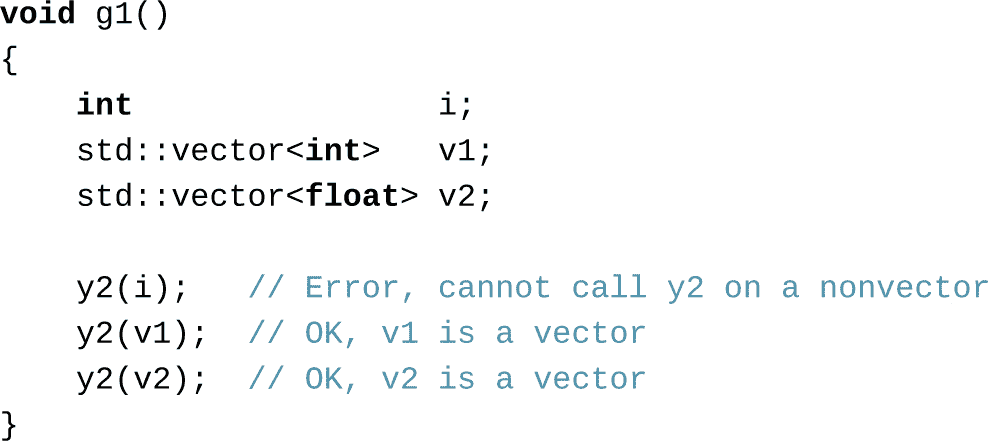 void g1()
{
    int                i;
    std::vector<int>   v1;
    std::vector<float> v2;

    y2(i);   // Error, cannot call y2 on a nonvector
    y2(v1);  // OK, v1 is a vector
    y2(v2);  // OK, v2 is a vector
}